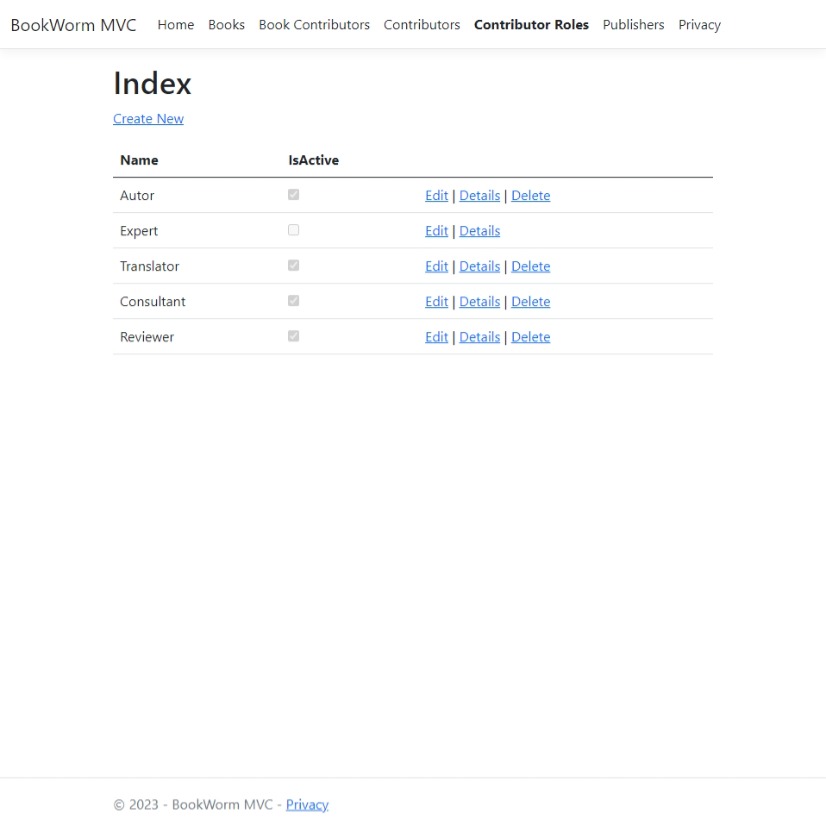 BookWorm MVC Home Books Book Contributors Contributors Contributor Roles Publishers Privacy
Index
Create New
Name IsActive
Autor Edit | Details | Delete
Expert Edit | Details
Translator Edit | Details | Delete
Consultant Edit | Details | Delete
Reviewer Edit | Details | Delete
© 2023 - BookWorm MVC - Privacy